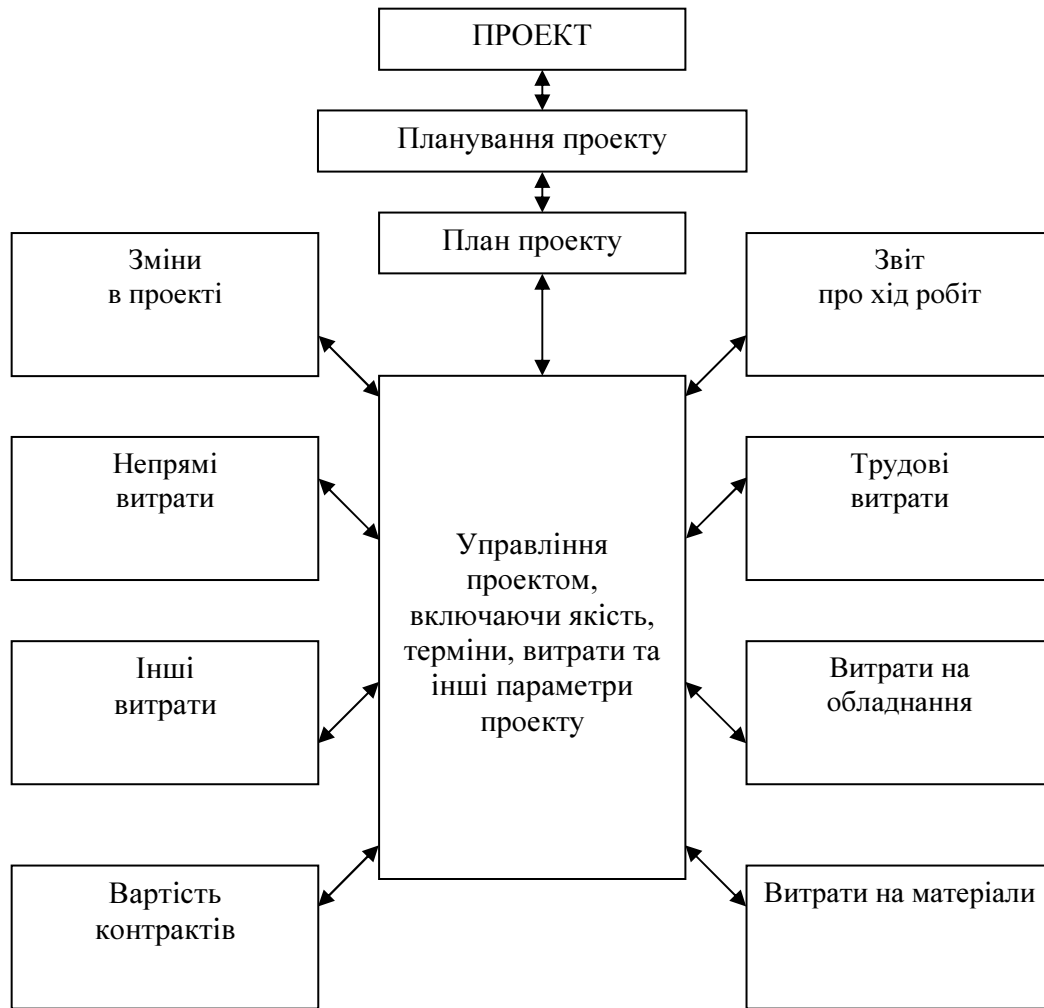 ПРОЕКТ
Планування проекту
План проекту
Зміни
в проекті
Звіт
про хід робіт
Непрямі
витрати
Трудові
витрати
Управління
проектом,
включаючи якість,
терміни, витрати та
інші параметри
проекту
Інші
витрати
Витрати на
обладнання
Вартість
контрактів
Витрати на матеріали